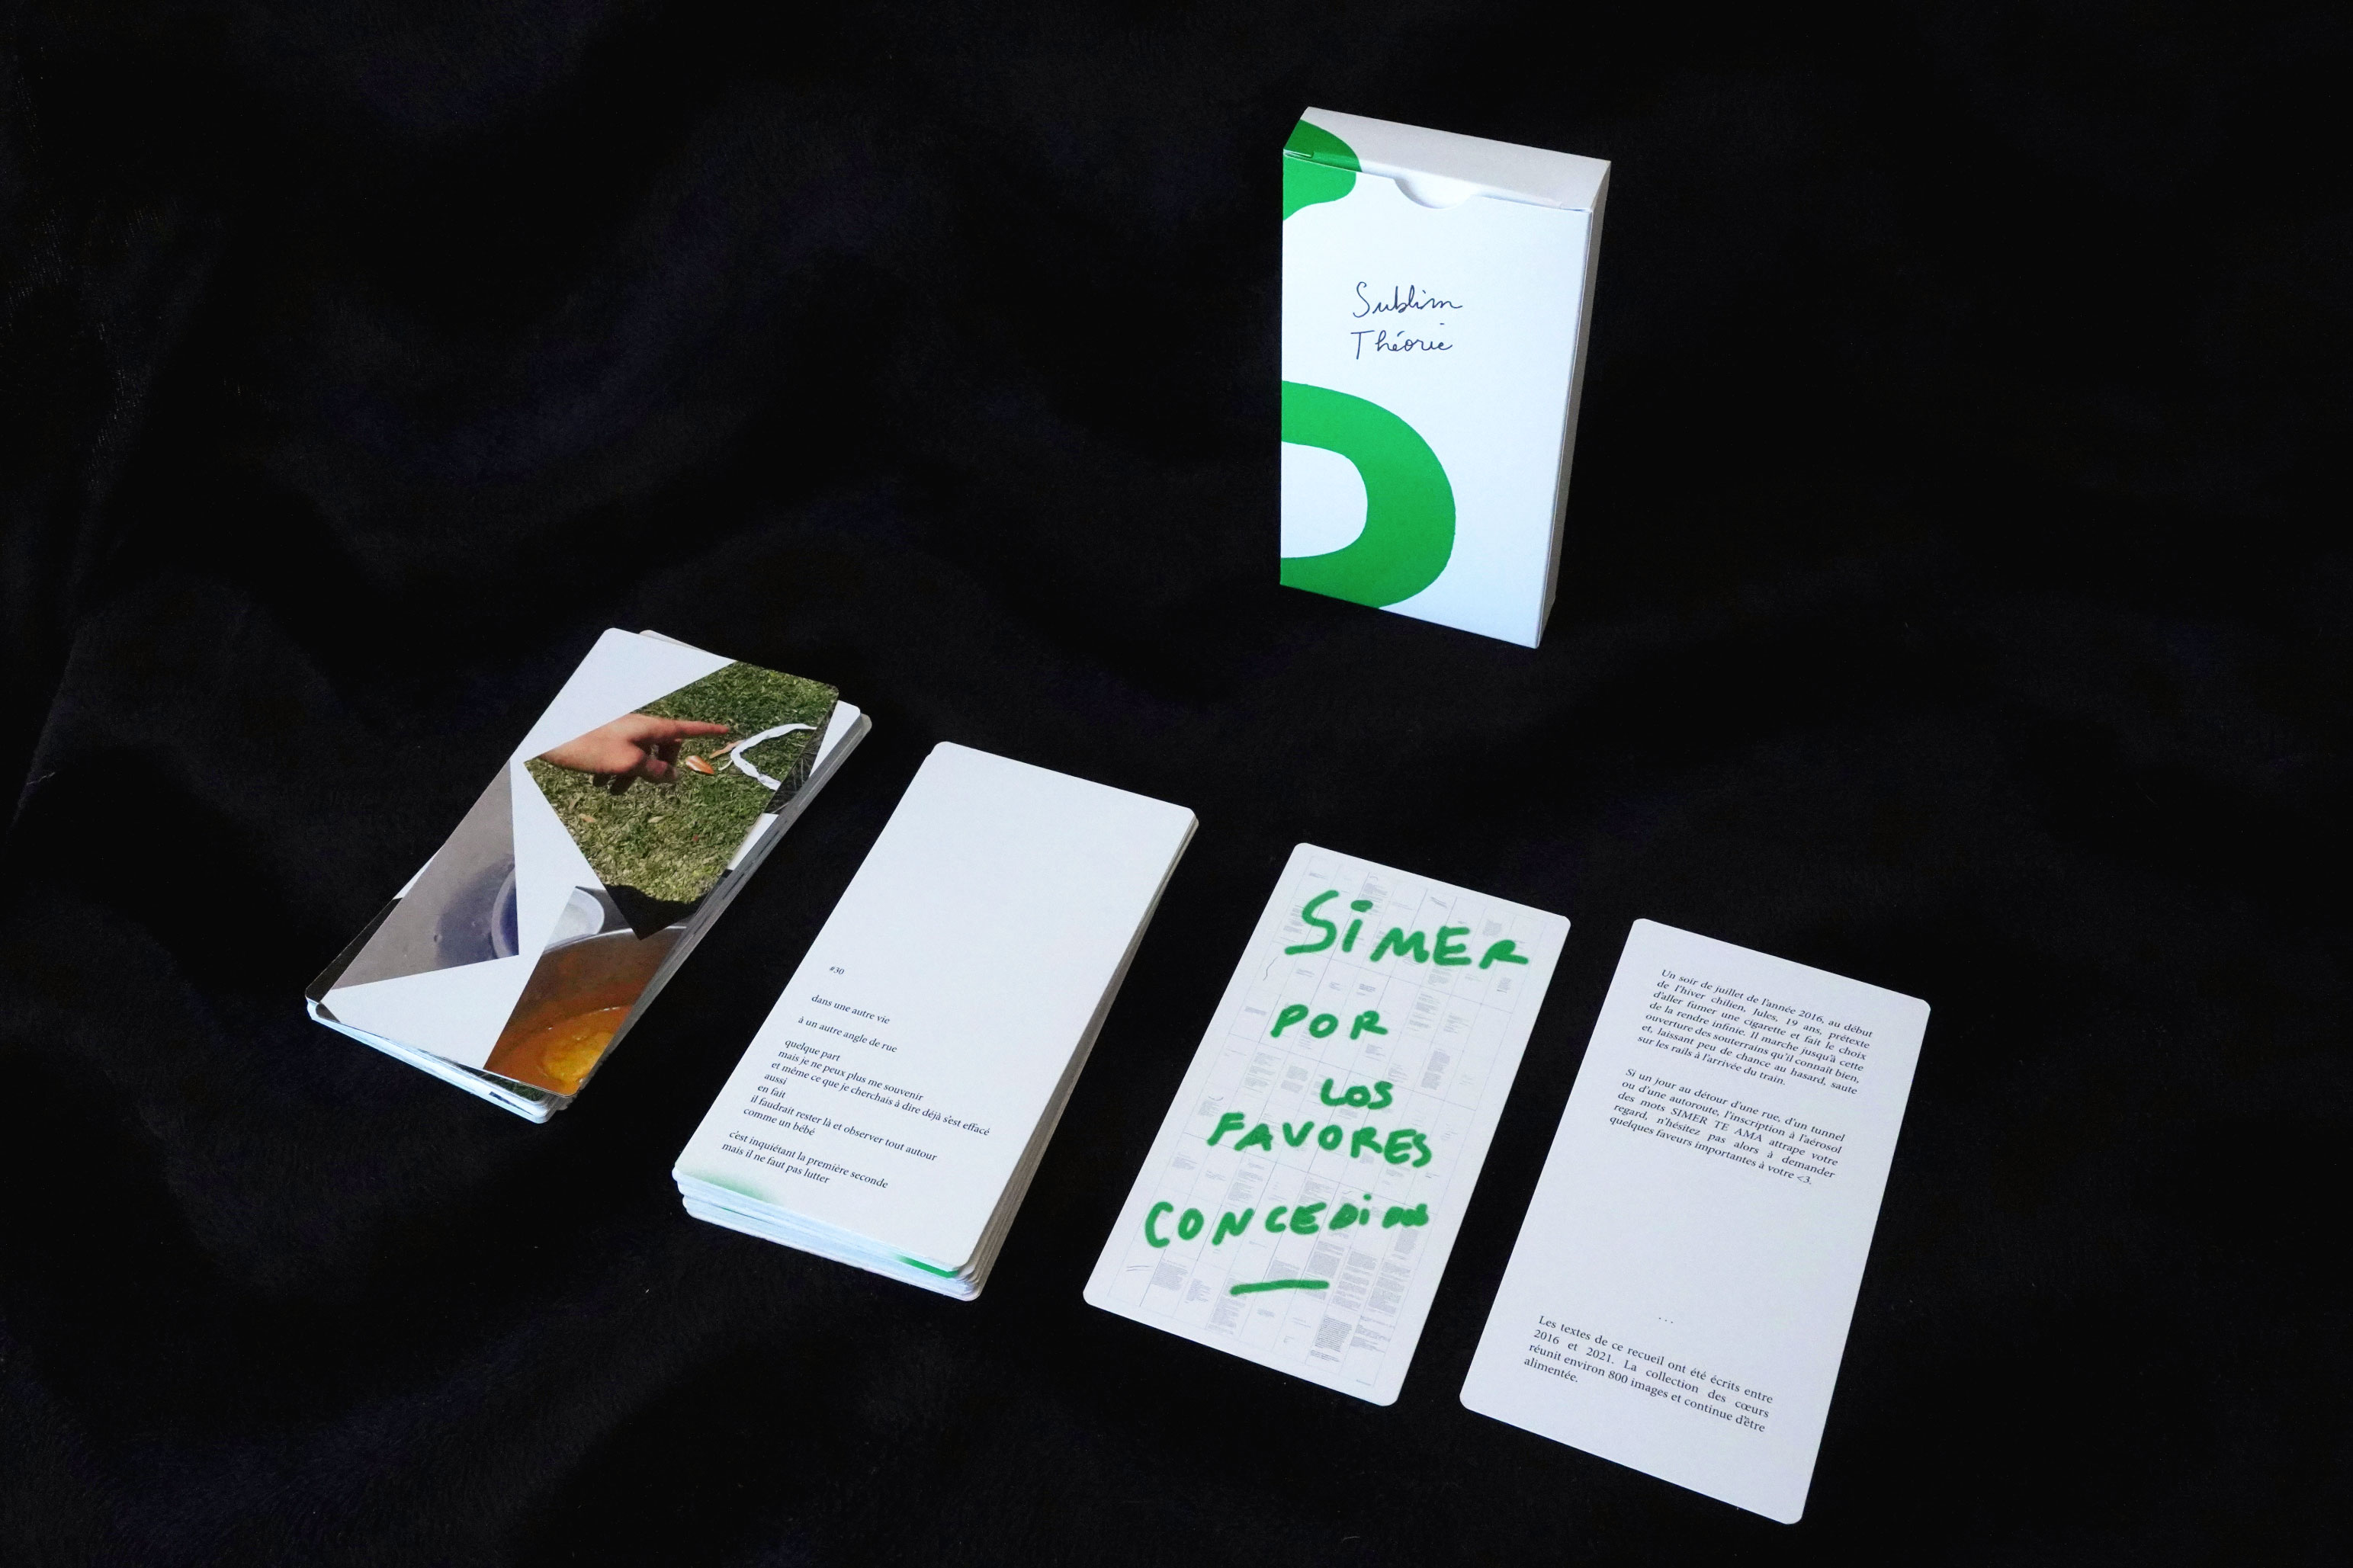 Sublim
Théorie
#30
dans une autre vie
à un autre angle de rue
quelque part
mais je ne peux plus me souvenir
et même ce que je cherchais à dire déjà s'est effacé
aussi
en fait
il faudrait rester là et observer tout autour
comme un bébé
c'est inquiétant la première seconde
mais il ne faut pas lutter
SIMER
POR
LOS
FAVORES
CONCEDIDOS
Un soir de juillet de l'année 2016, au début
de l'hiver chilien, Jules, 19 ans, prétexte
d'aller fumer une cigarette et fait le choix
de la rendre infinie. Il marche jusqu'à cette
ouverture des souterrains qu'il connaît bien,
et, laissant peu de chance au hasard, saute
sur les rails à l'arrivée du train.
Si un jour au détour d'une rue, d'un tunnel
ou d'une autoroute, l'inscription à l'aérosol
des mots SIMER TE AMA attrape votre
regard, n'hésitez pas alors à demander
quelques faveurs importantes à votre <3.
...
Les textes de ce recueil ont été écrits entre
2016 et 2021. La collection des cœurs
réunit environ 800 images et continue d'être
alimentée.